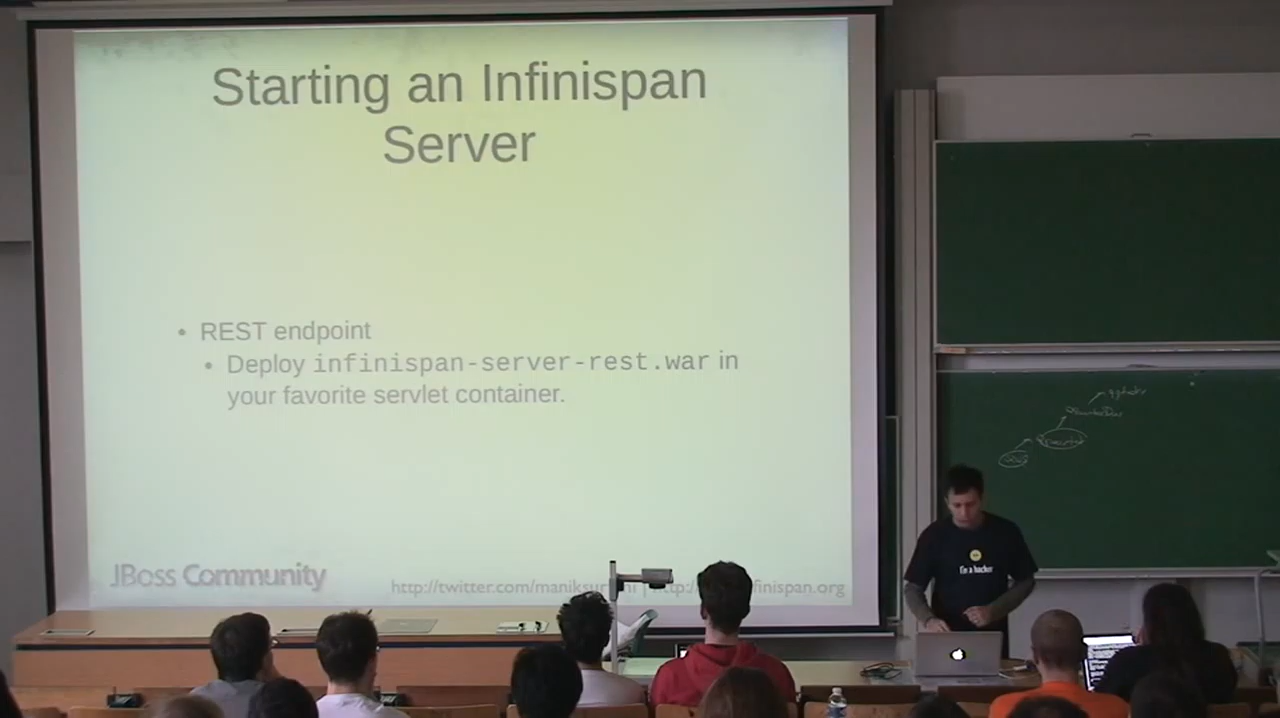 Starting an Infinispan
Server
• REST endpoint
• Deploy infinispan-server-rest.war in
your favorite servlet container.
JBoss Community
I'm a hacker